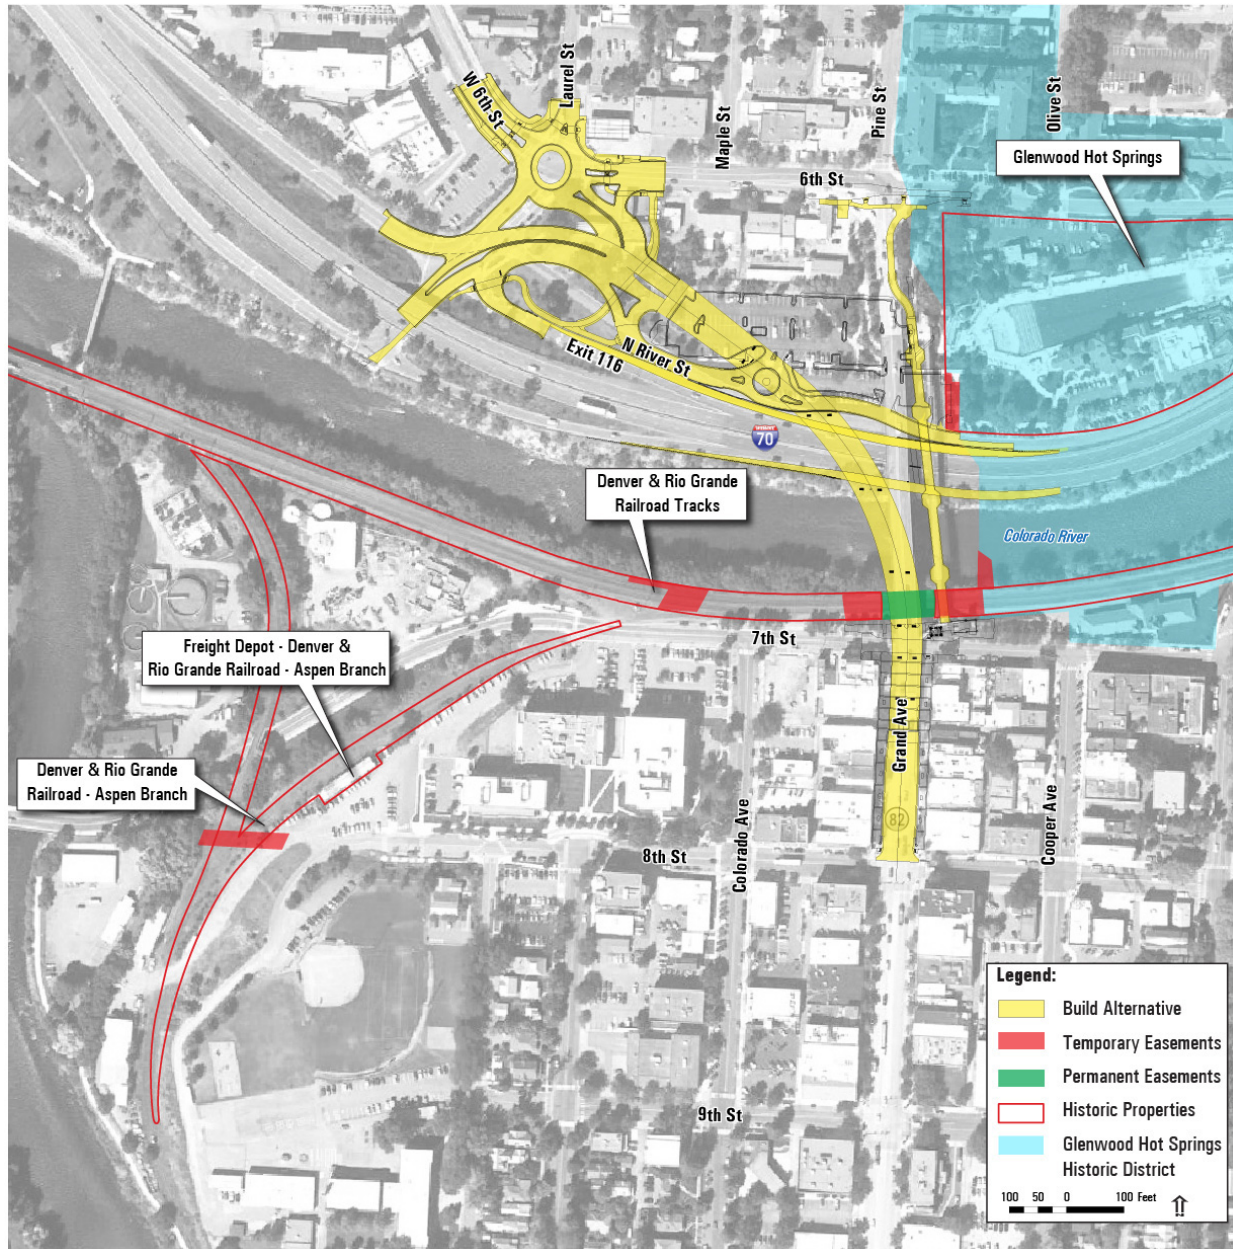 W 6th St
Laurel St
Maple St
Pine St
Olive St
Glenwood Hot Springs
6th St
N River St
Exit 116
70
Denver & Rio Grande
Railroad Tracks
Colorado River
7th St
Freight Depot - Denver &
Rio Grande Railroad - Aspen Branch
Grand Ave
Denver & Rio Grande
Railroad - Aspen Branch
82
Colorado Ave
Cooper Ave
8th St
9th St
Legend:
Build Alternative
Temporary Easements
Permanent Easements
Historic Properties
Glenwood Hot Springs
Historic District
100 50 0 100 Feet